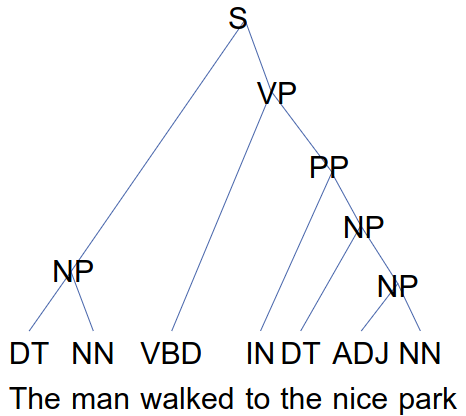 S
VP
PP
NP
NP
NP
DT NN VBD IN DT ADJ NN
The man walked to the nice park